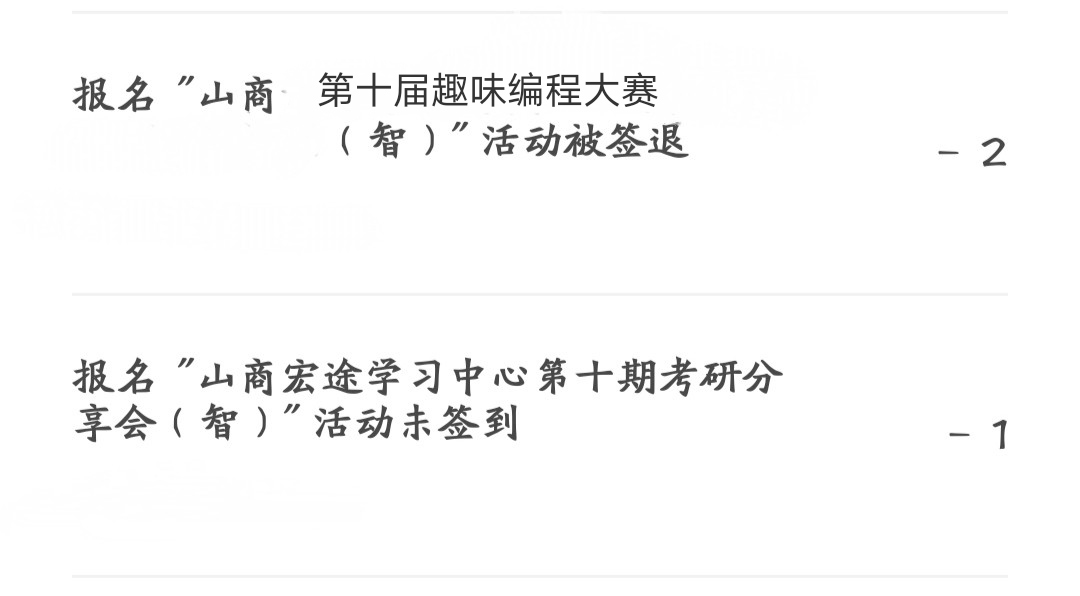 报名 "山商 第十届趣味编程大赛
（智）"活动被签退
- 2
报名 "山商宏途学习中心第十期考研分
享会（智）"活动未签到
- 1